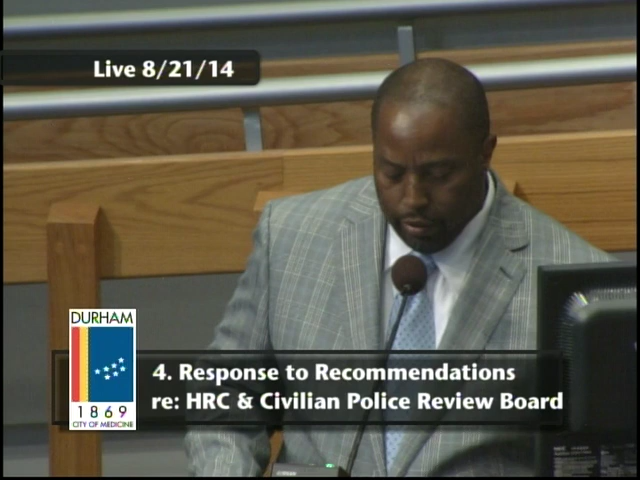 Live 8/21/14
DURHAM
1869
CITY OF MEDICINE
4. Response to Recommendations
re: HRC & Civilian Police Review Board